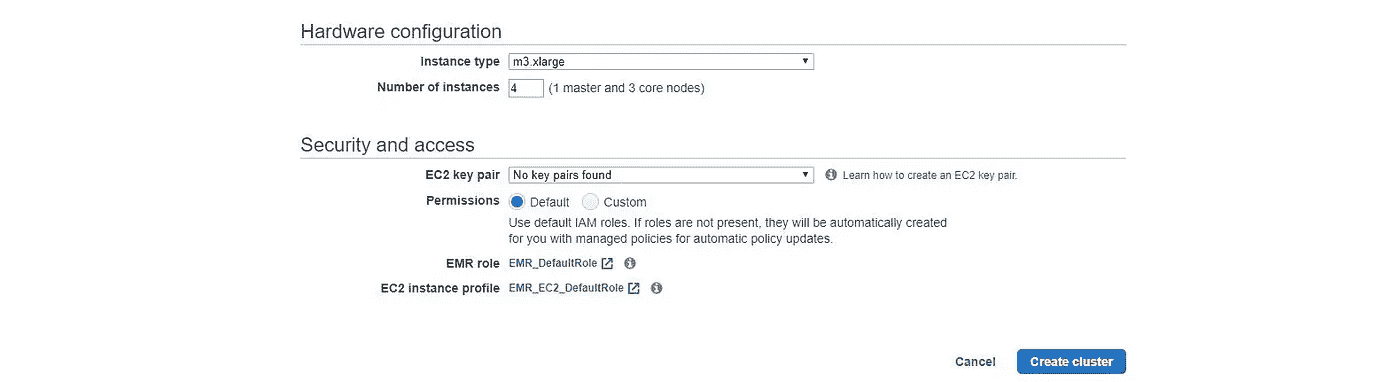 Hardware configuration
Instance type m3.xlarge
Number of instances 4 (1 master and 3 core nodes)
Security and access
EC2 key pair No key pairs found Learn how to create an EC2 key pair.
Permissions Default Custom
Use default IAM roles. If roles are not present, they will be automatically created
for you with managed policies for automatic policy updates.
EMR role EMR_DefaultRole
EC2 instance profile EMR_EC2_DefaultRole
Cancel Create cluster